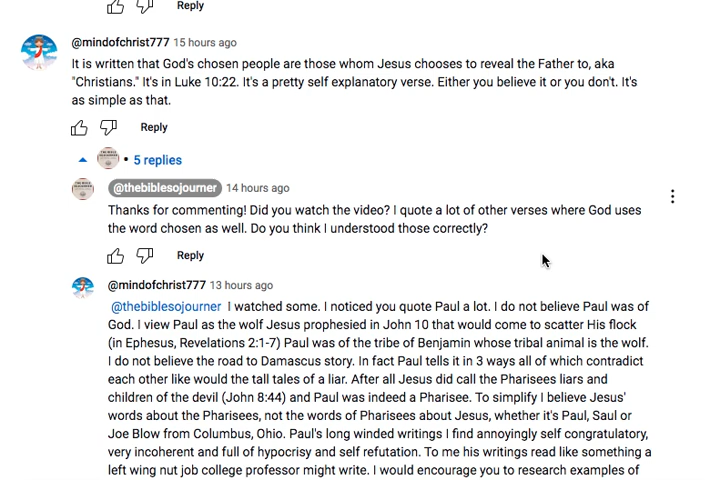 Reply
@mindofchrist777 15 hours ago
It is written that God's chosen people are those whom Jesus chooses to reveal the Father to, aka
"Christians." It's in Luke 10:22. It's a pretty self explanatory verse. Either you believe it or you don't. It's
as simple as that.
Reply
• 5 replies
@thebiblesojourner 14 hours ago
Thanks for commenting! Did you watch the video? I quote a lot of other verses where God uses
the word chosen as well. Do you think I understood those correctly?
Reply
@mindofchrist777 13 hours ago
@thebiblesojourner I watched some. I noticed you quote Paul a lot. I do not believe Paul was of
God. I view Paul as the wolf Jesus prophesied in John 10 that would come to scatter His flock
(in Ephesus, Revelations 2:1-7) Paul was of the tribe of Benjamin whose tribal animal is the wolf.
I do not believe the road to Damascus story. In fact Paul tells it in 3 ways all of which contradict
each other like would the tall tales of a liar. After all Jesus did call the Pharisees liars and
children of the devil (John 8:44) and Paul was indeed a Pharisee. To simplify I believe Jesus'
words about the Pharisees, not the words of Pharisees about Jesus, whether it's Paul, Saul or
Joe Blow from Columbus, Ohio. Paul's long winded writings I find annoyingly self congratulatory,
very incoherent and full of hypocrisy and self refutation. To me his writings read like something a
left wing nut job college professor might write. I would encourage you to research examples of